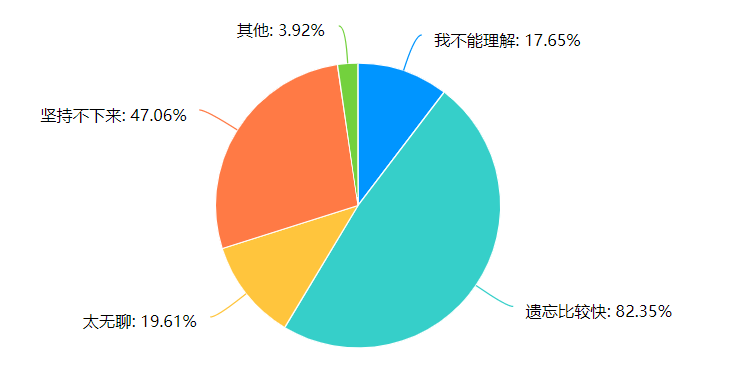 其他: 3.92%
我不能理解: 17.65%
坚持不下来: 47.06%
遗忘比较快: 82.35%
太无聊: 19.61%